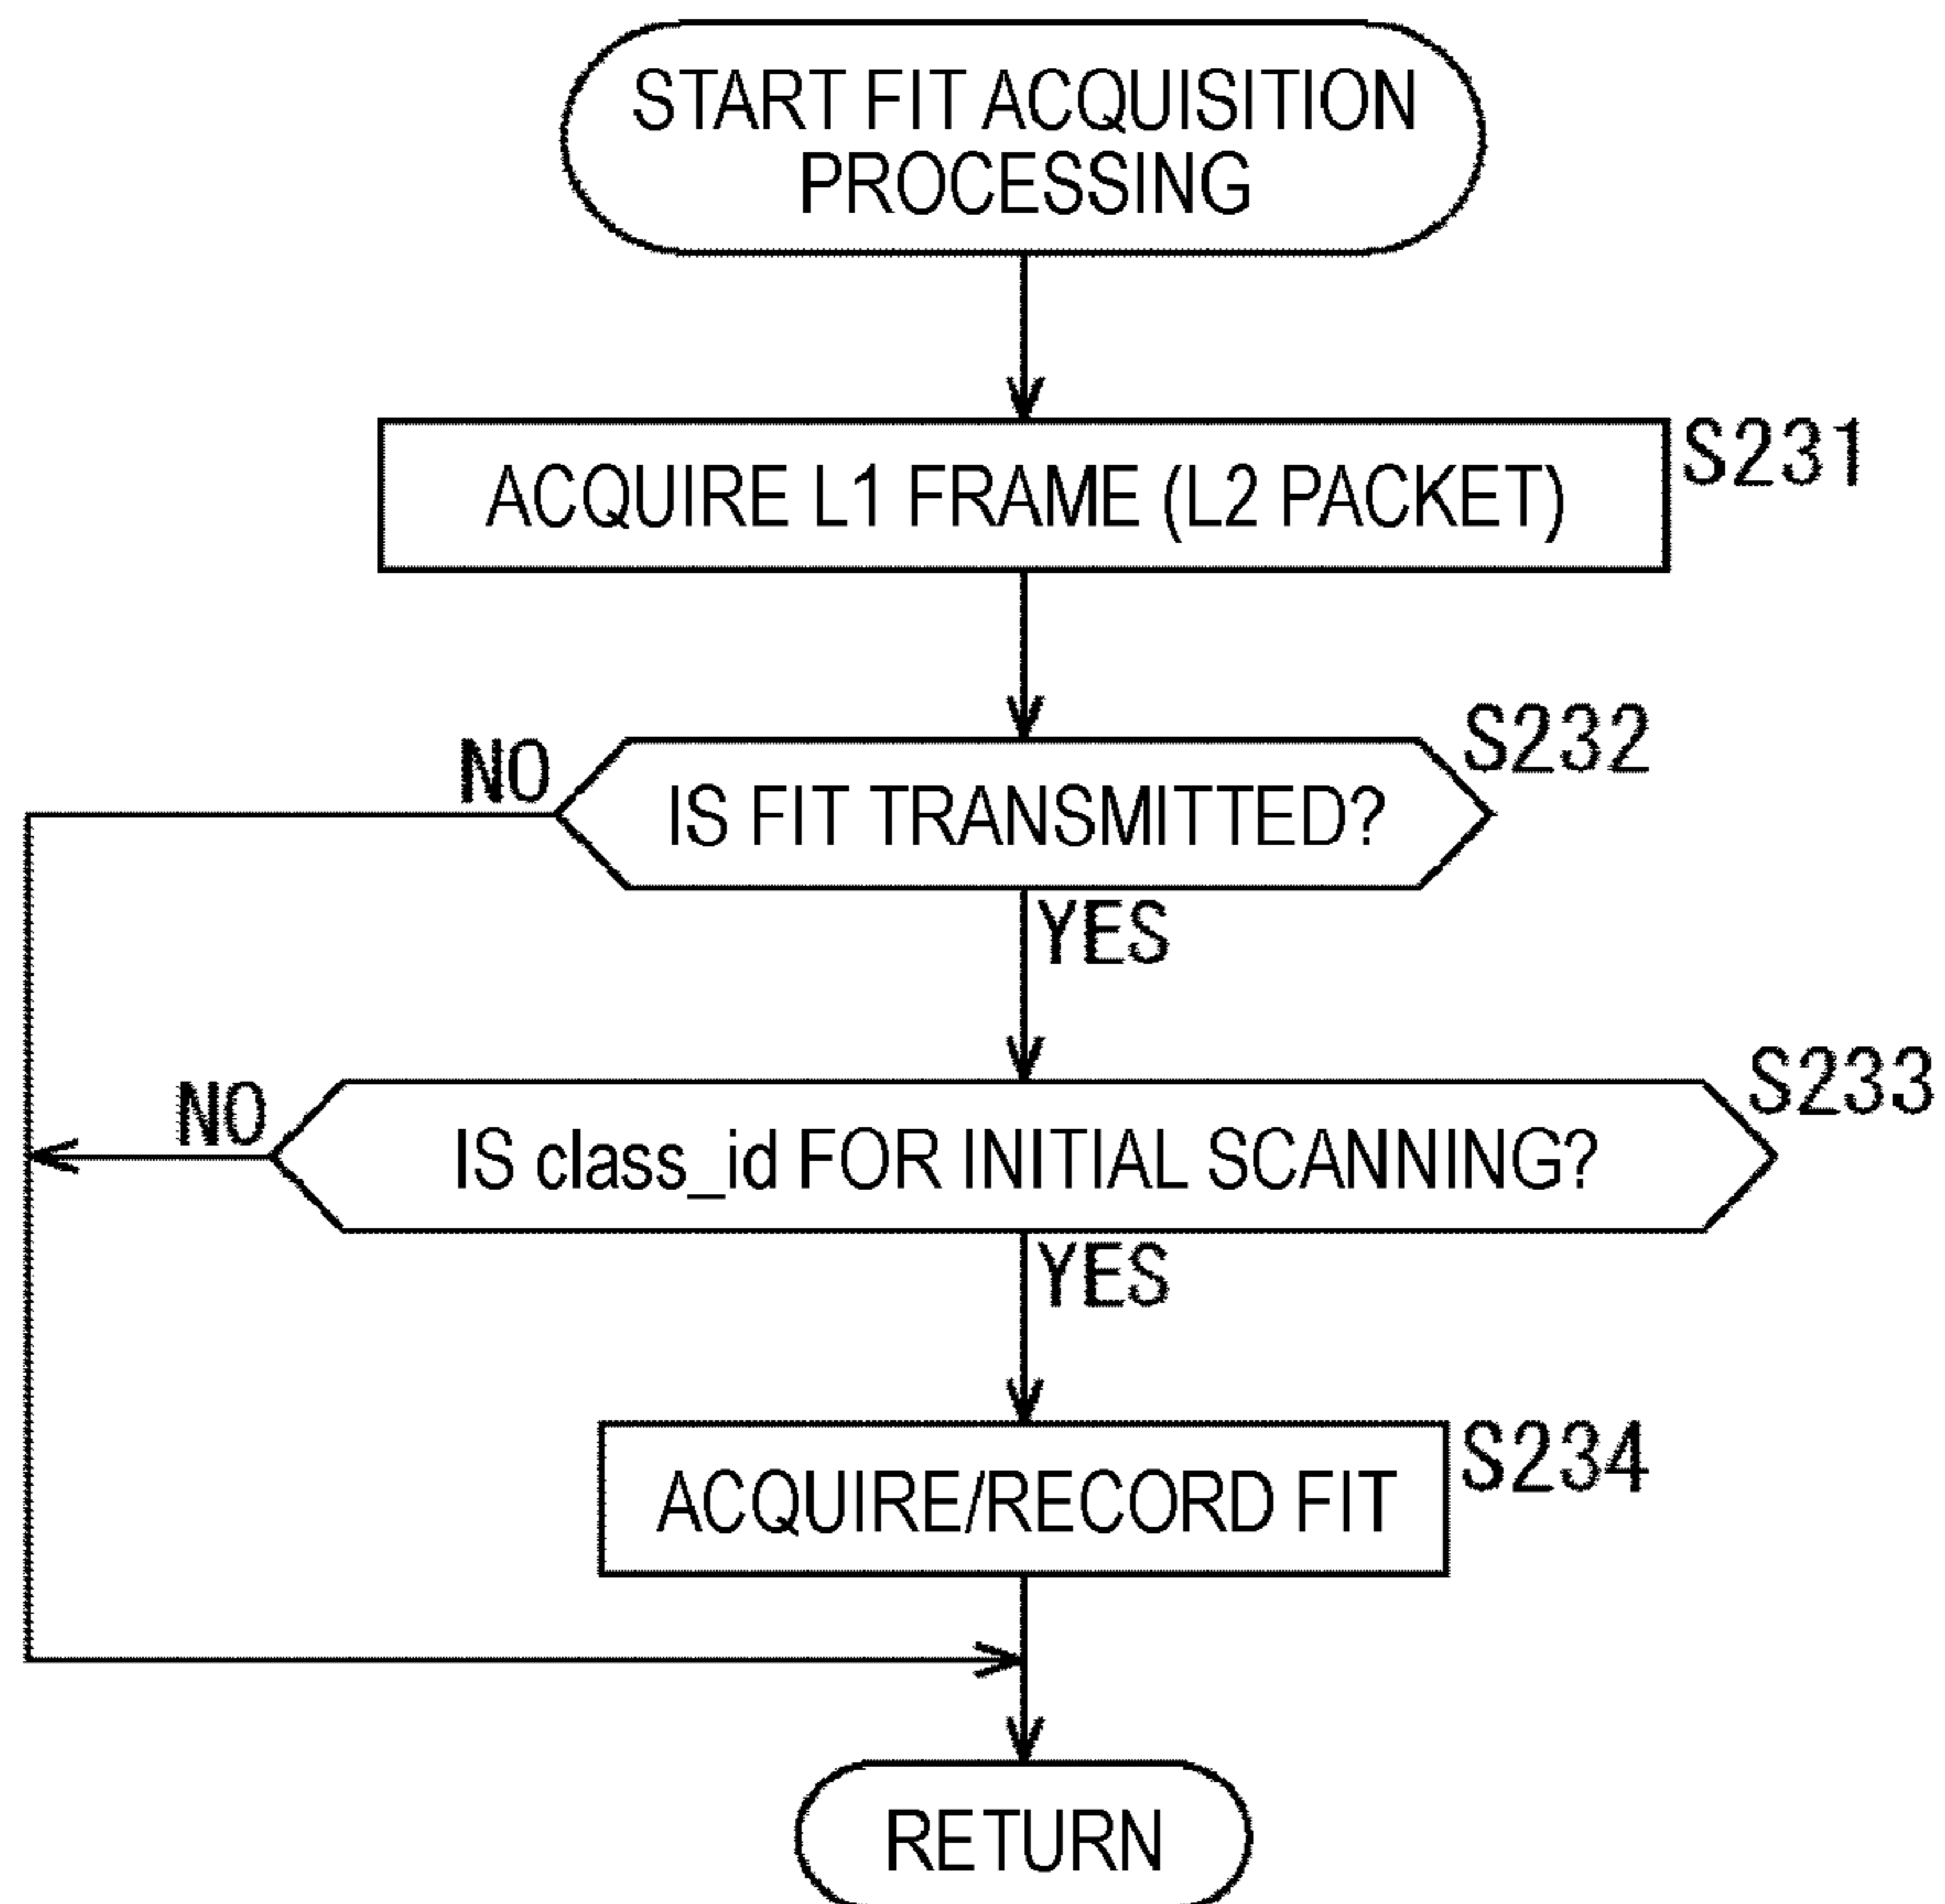 START FIT ACQUISITION
PROCESSING
ACQUIRE L1 FRAME (L2 PACKET)
S231
NO
IS FIT TRANSMITTED?
S232
YES
NO
IS class_id FOR INITIAL SCANNING?
S233
YES
ACQUIRE/RECORD FIT
S234
RETURN